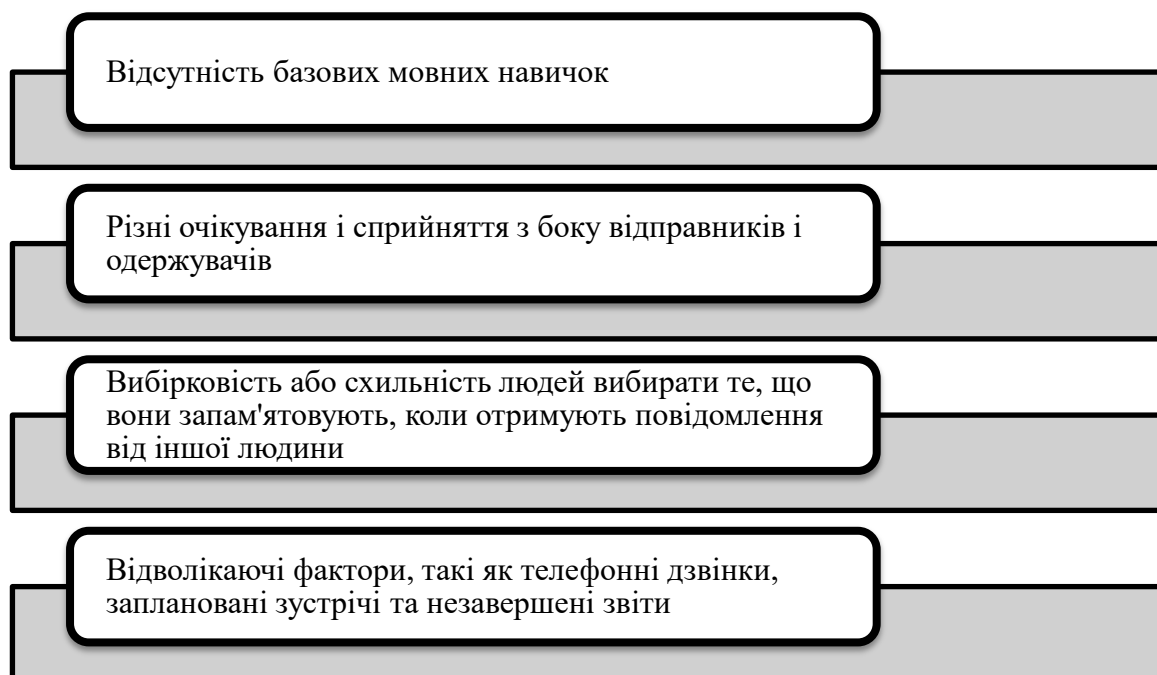 Відсутність базових мовних навичок
Різні очікування і сприйняття з боку відправників і
одержувачів
Вибірковість або схильність людей вибирати те, що
вони запам'ятовують, коли отримують повідомлення
від іншої людини
Відволікаючі фактори, такі як телефонні дзвінки,
заплановані зустрічі та незавершені звіти